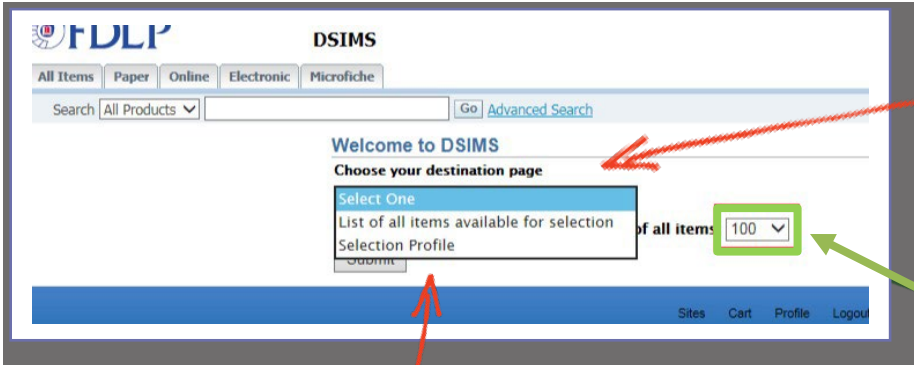 FDLP
DSIMS
All Items Paper Online Electronic Microfiche
Search All Products Go Advanced Search
Welcome to DSIMS
Choose your destination page
Select One
List of all items available for selection
of all items 100
Selection Profile
Submit
Sites Cart Profile Logout